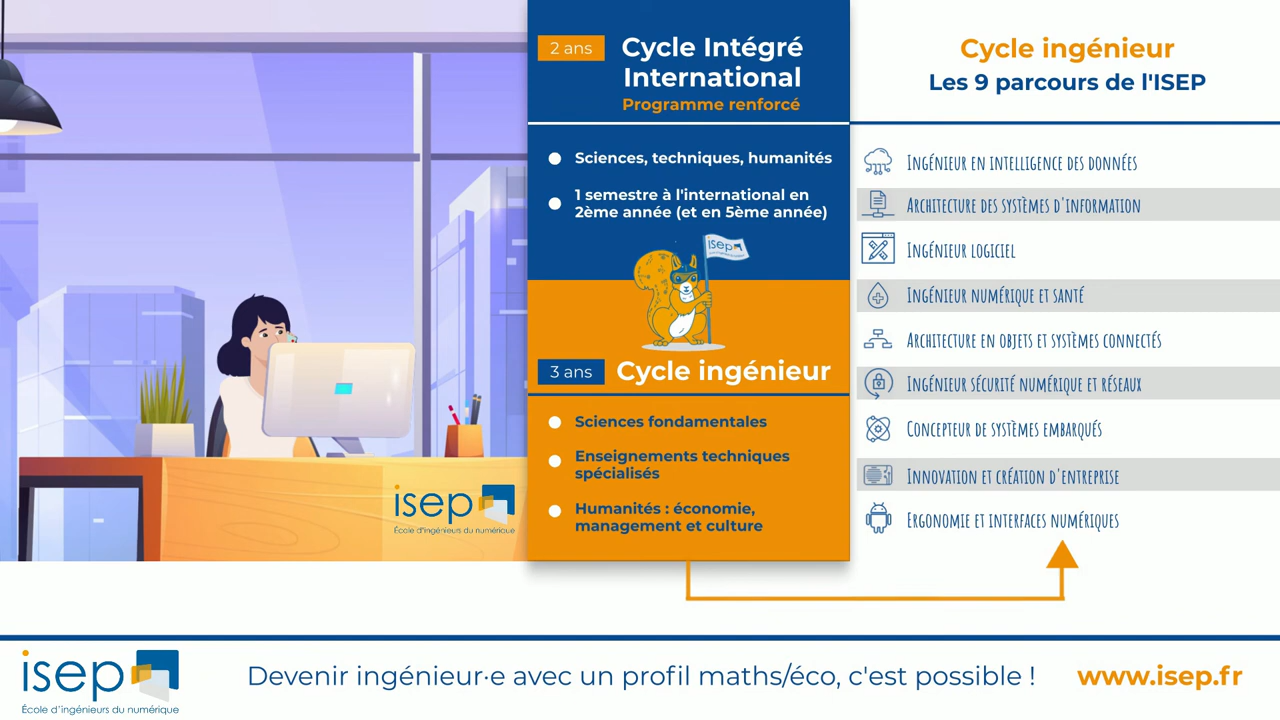 2 ans
Cycle Intégré
International
Programme renforcé
Sciences, techniques, humanités
1 semestre à l'international en
2ème année (et en 5ème année)
isep
3 ans
Cycle ingénieur
Sciences fondamentales
Enseignements techniques
spécialisés
Humanités : économie,
management et culture
Cycle ingénieur
Les 9 parcours de l'ISEP
Ingénieur en intelligence des données
Architecture des systèmes d'information
Ingénieur logiciel
Ingénieur numérique et santé
Architecture en objets et systèmes connectés
Ingénieur sécurité numérique et réseaux
Concepteur de systèmes embarqués
Innovation et création d'entreprise
Ergonomie et interfaces numériques
isep
École d'ingénieurs du numérique
isep
École d'ingénieurs du numérique
Devenir ingénieur·e avec un profil maths/éco, c'est possible !
www.isep.fr